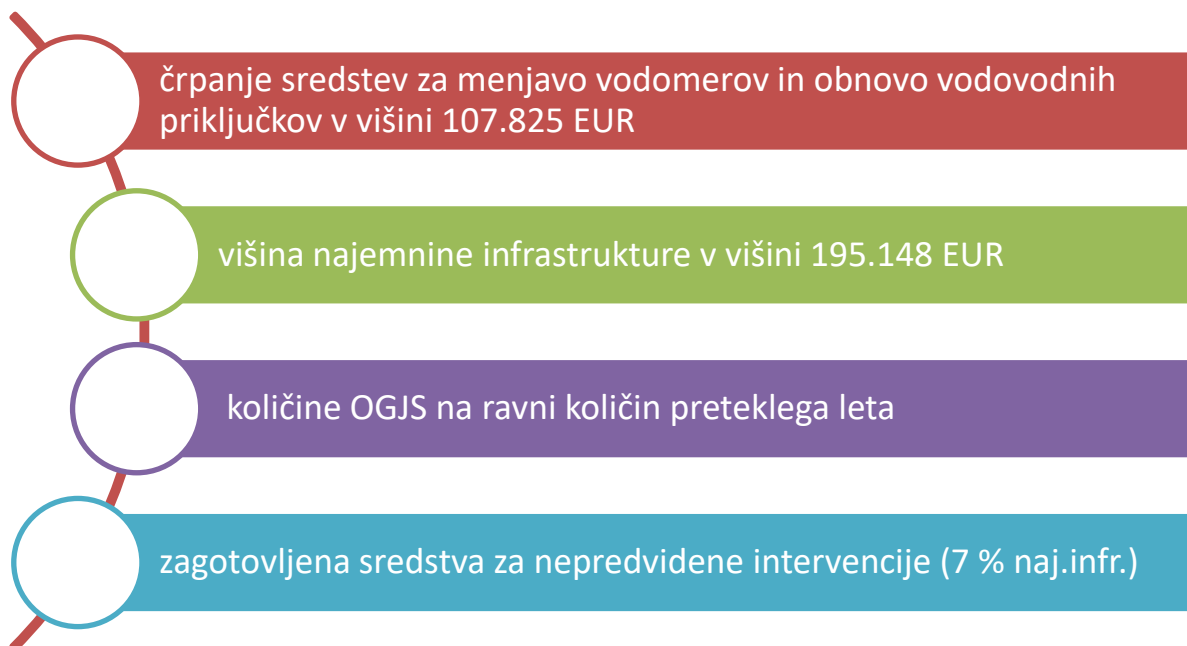 črpanje sredstev za menjavo vodomerov in obnovo vodovodnih
priključkov v višini 107.825 EUR
višina najemnine infrastrukture v višini 195.148 EUR
količine OGJS na ravni količin preteklega leta
zagotovljena sredstva za nepredvidene intervencije (7 % naj.infr.)